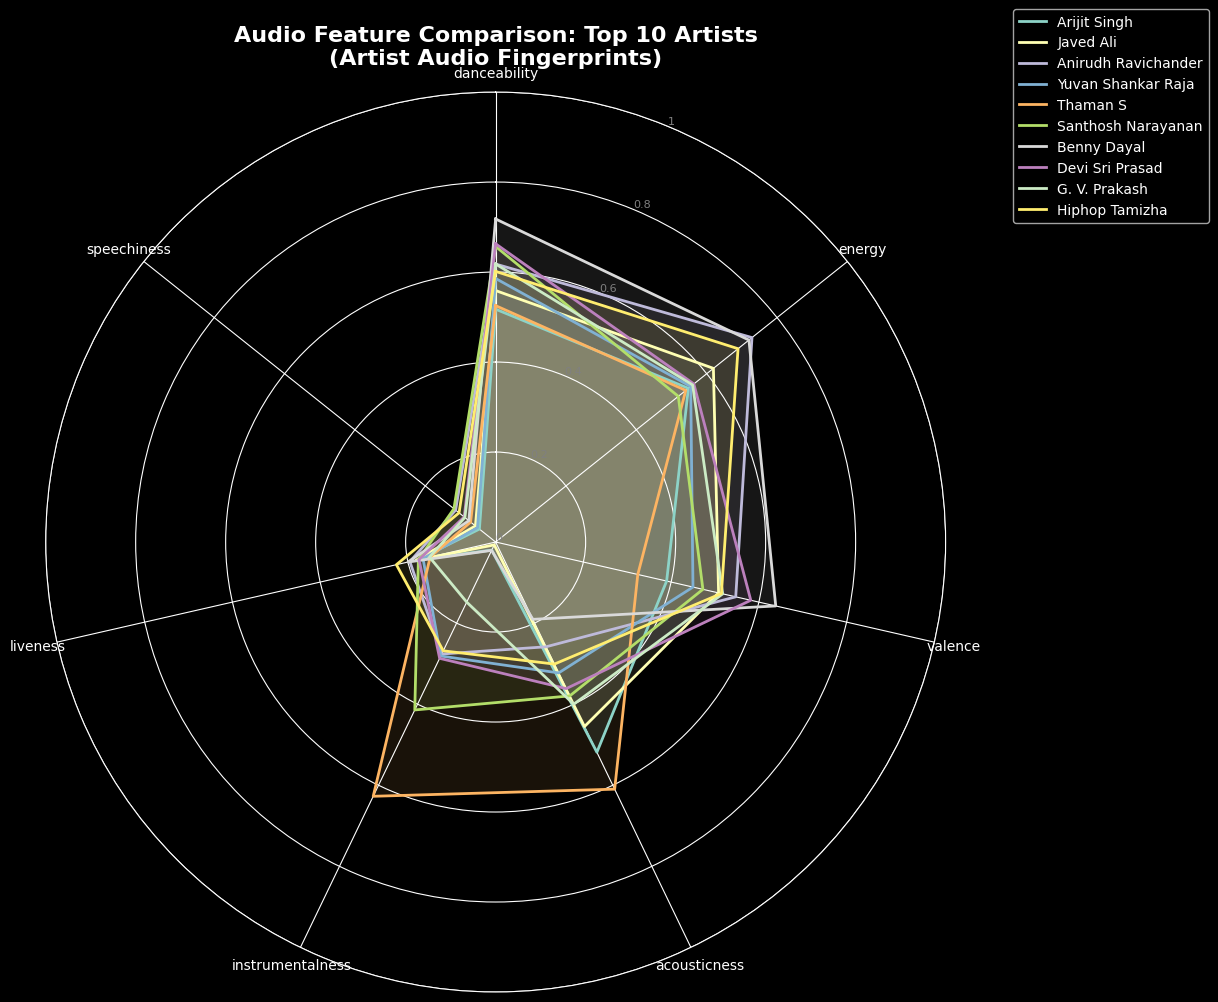 Audio Feature Comparison: Top 10 Artists
(Artist Audio Fingerprints)
Arijit Singh
Javed Ali
Anirudh Ravichander
Yuvan Shankar Raja
Thaman S
Santhosh Narayanan
Benny Dayal
Devi Sri Prasad
G. V. Prakash
Hiphop Tamizha
danceability
1
0.8
energy
speechiness
0.6
liveness
valence
instrumentalness
acousticness